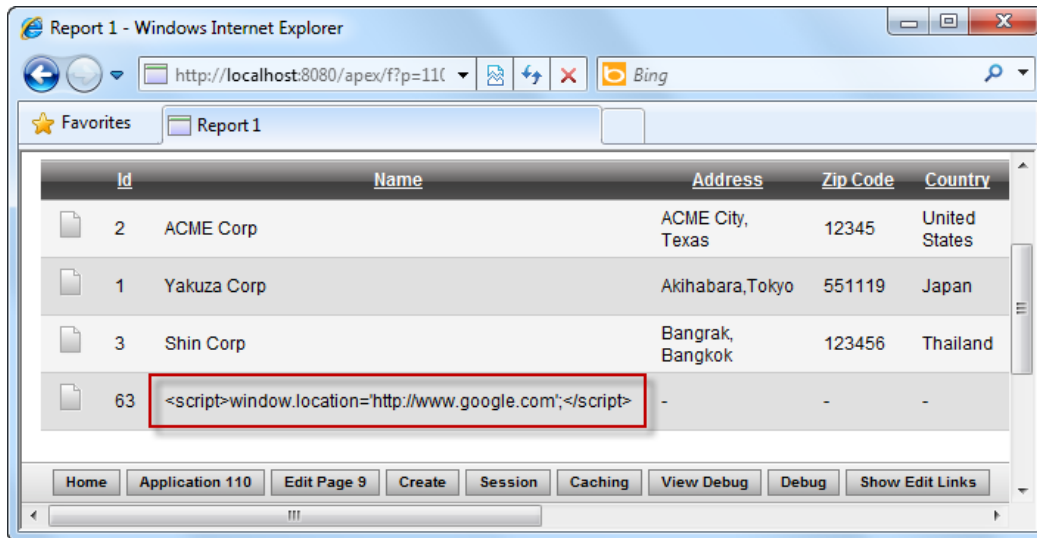 Report 1 - Windows Internet Explorer
http://localhost:8080/apex/f?p=110 Bing
Favorites Report 1
Id Name Address Zip Code Country
2 ACME Corp ACME City, Texas 12345 United States
1 Yakuza Corp Akihabara,Tokyo 551119 Japan
3 Shin Corp Bangrak, Bangkok 123456 Thailand
63 <script>window.location='http://www.google.com';</script> - - -
Home Application 110 Edit Page 9 Create Session Caching View Debug Debug Show Edit Links